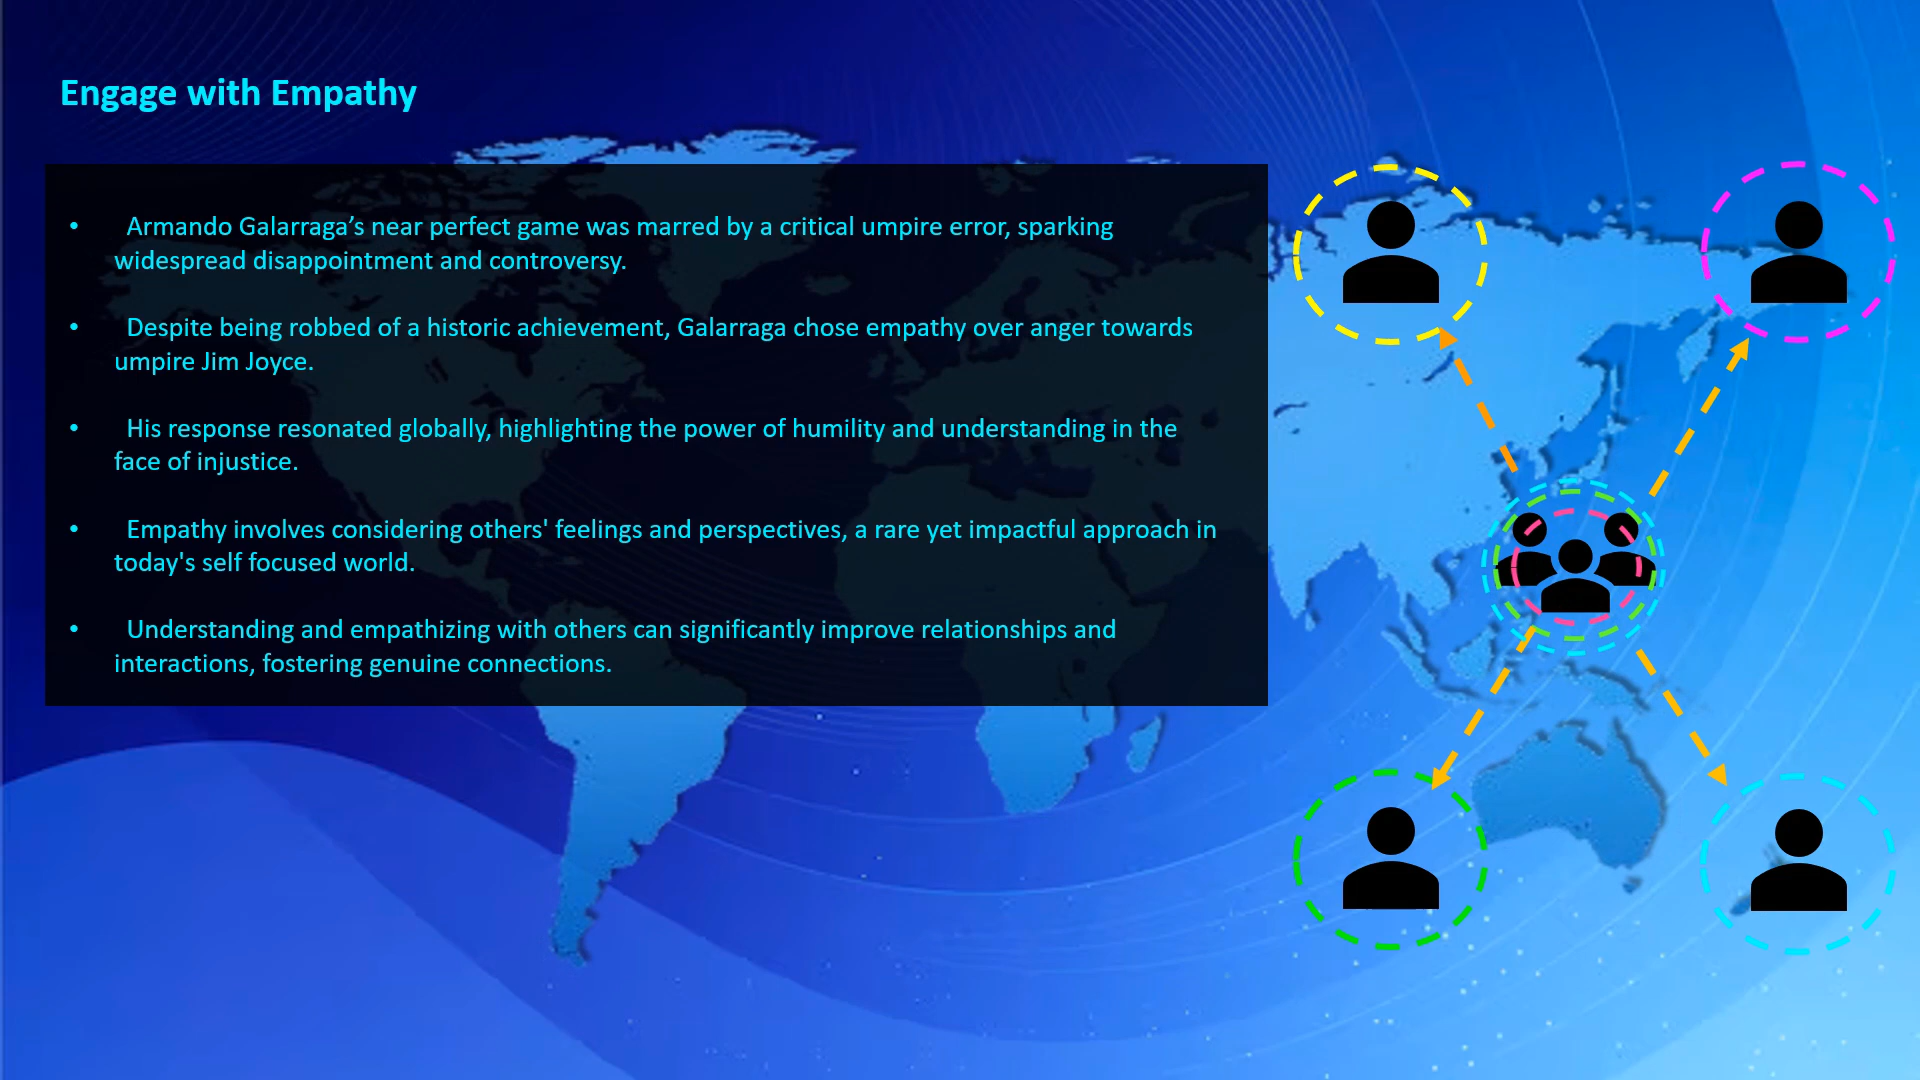 Engage with Empathy
• Armando Galarraga’s near perfect game was marred by a critical umpire error, sparking
widespread disappointment and controversy.
• Despite being robbed of a historic achievement, Galarraga chose empathy over anger towards
umpire Jim Joyce.
• His response resonated globally, highlighting the power of humility and understanding in the
face of injustice.
• Empathy involves considering others' feelings and perspectives, a rare yet impactful approach in
today's self focused world.
• Understanding and empathizing with others can significantly improve relationships and
interactions, fostering genuine connections.